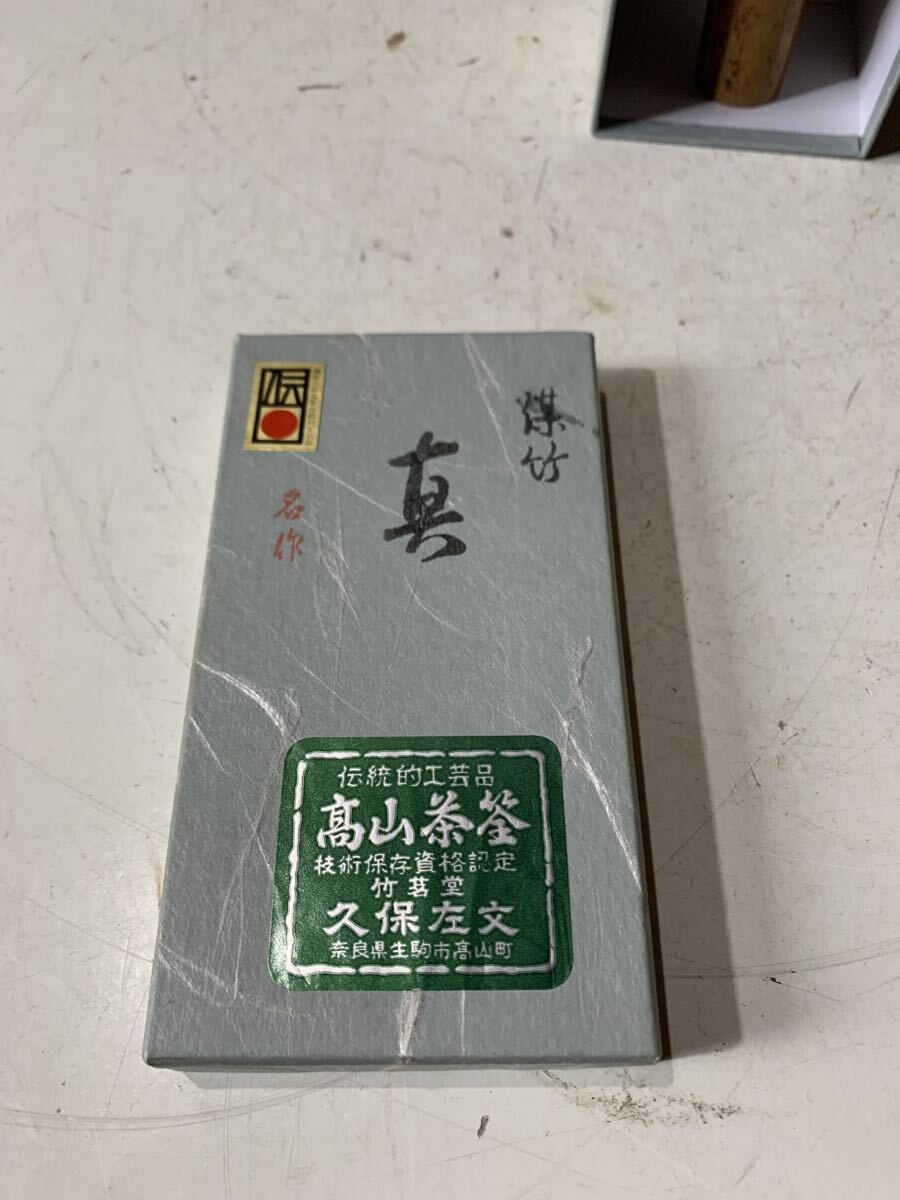 煤竹
真
名作
伝
伝統的工芸品
髙山茶筌
技術保存資格認定
竹茗堂
久保左文
奈良県生駒市高山町